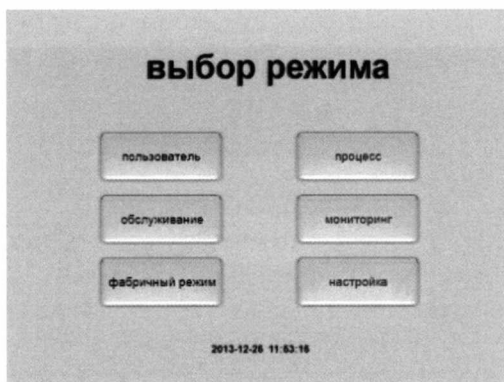 выбор режима
пользователь процесс
обслуживание мониторинг
фабричный режим настройка
2013-12-26 11:53:16